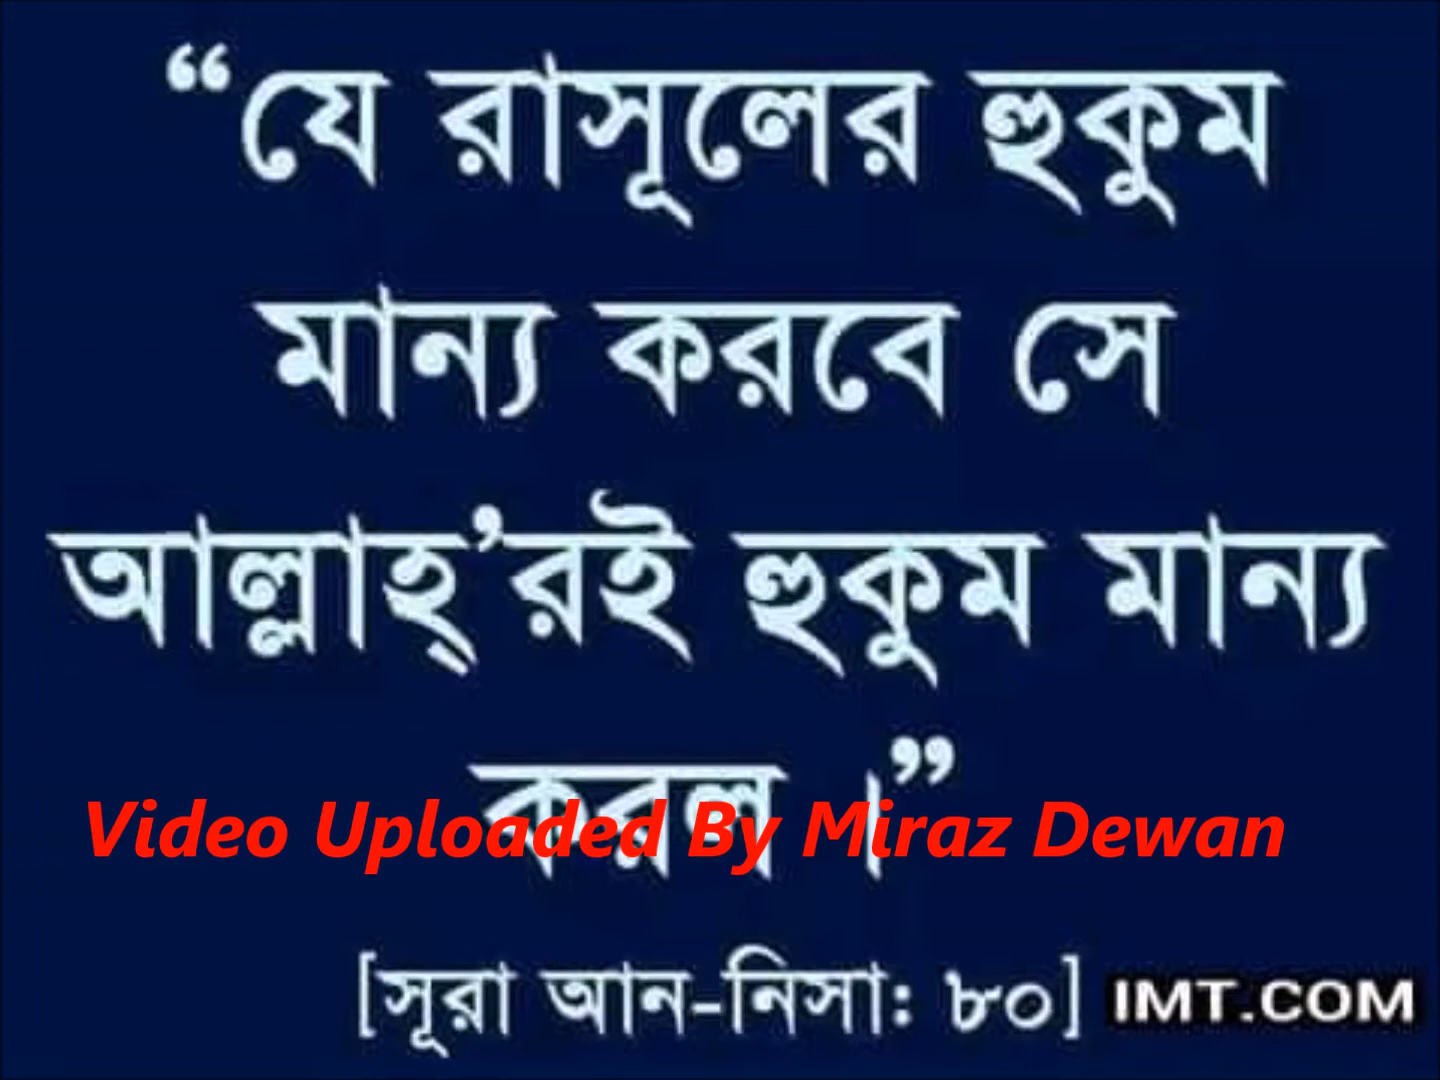 “যে রাসূলের হুকুম
মান্য করবে সে
আল্লাহ্’রই হুকুম মান্য
করল ।”
Video Uploaded By Miraz Dewan
[সূরা আন-নিসাঃ ৮০]
IMT.COM